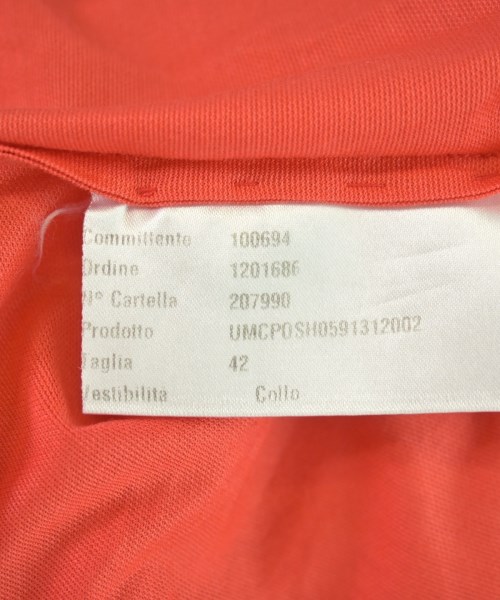 Committente 100694
Ordine 1201686
N° Cartella 207990
Prodotto UMCPOSH0591312002
Taglia 42
Vestibilita Collo